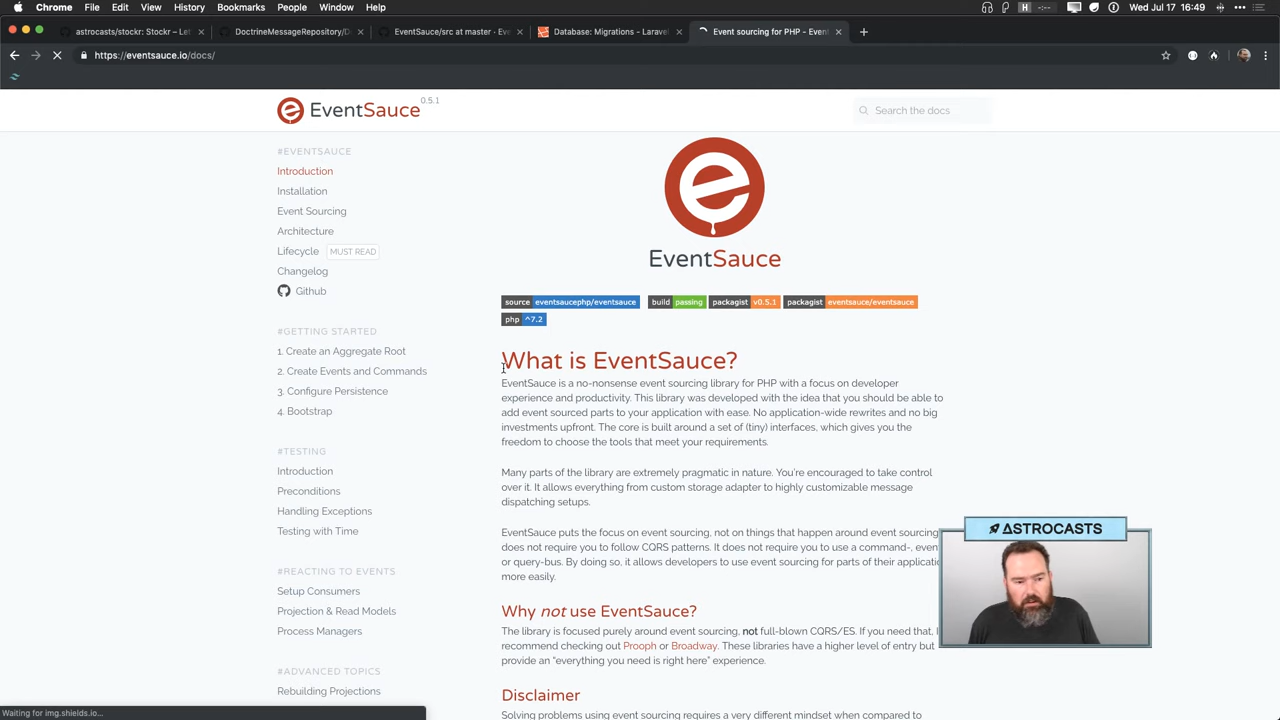 Chrome File Edit View History Bookmarks People Window Help
Wed Jul 17 16:49
astrocasts/stockr: Stockr – Let
DoctrineMessageRepository/D
EventSauce/src at master · Eve
Database: Migrations - Laravel
Event sourcing for PHP - Event
https://eventsauce.io/docs/
EventSauce 0.5.1
Search the docs
#EVENTSAUCE
Introduction
Installation
Event Sourcing
Architecture
Lifecycle MUST READ
Changelog
Github
#GETTING STARTED
1. Create an Aggregate Root
2. Create Events and Commands
3. Configure Persistence
4. Bootstrap
#TESTING
Introduction
Preconditions
Handling Exceptions
Testing with Time
#REACTING TO EVENTS
Setup Consumers
Projection & Read Models
Process Managers
#ADVANCED TOPICS
Rebuilding Projections
EventSauce
source eventsaucephp/eventsauce build passing packagist v0.5.1 packagist eventsauce/eventsauce
php ^7.2
What is EventSauce?
EventSauce is a no-nonsense event sourcing library for PHP with a focus on developer
experience and productivity. This library was developed with the idea that you should be able to
add event sourced parts to your application with ease. No application-wide rewrites and no big
investments upfront. The core is built around a set of (tiny) interfaces, which gives you the
freedom to choose the tools that meet your requirements.
Many parts of the library are extremely pragmatic in nature. You're encouraged to take control
over it. It allows everything from custom storage adapter to highly customizable message
dispatching setups.
EventSauce puts the focus on event sourcing, not on things that happen around event sourcing
does not require you to follow CQRS patterns. It does not require you to use a command-, even
or query-bus. By doing so, it allows developers to use event sourcing for parts of their applicatio
more easily.
Why not use EventSauce?
The library is focused purely around event sourcing, not full-blown CQRS/ES. If you need that, I
recommend checking out Prooph or Broadway. These libraries have a higher level of entry but
provide an "everything you need is right here" experience.
Disclaimer
Solving problems using event sourcing requires a very different mindset when compared to
ASTROCASTS
Waiting for img.shields.io...